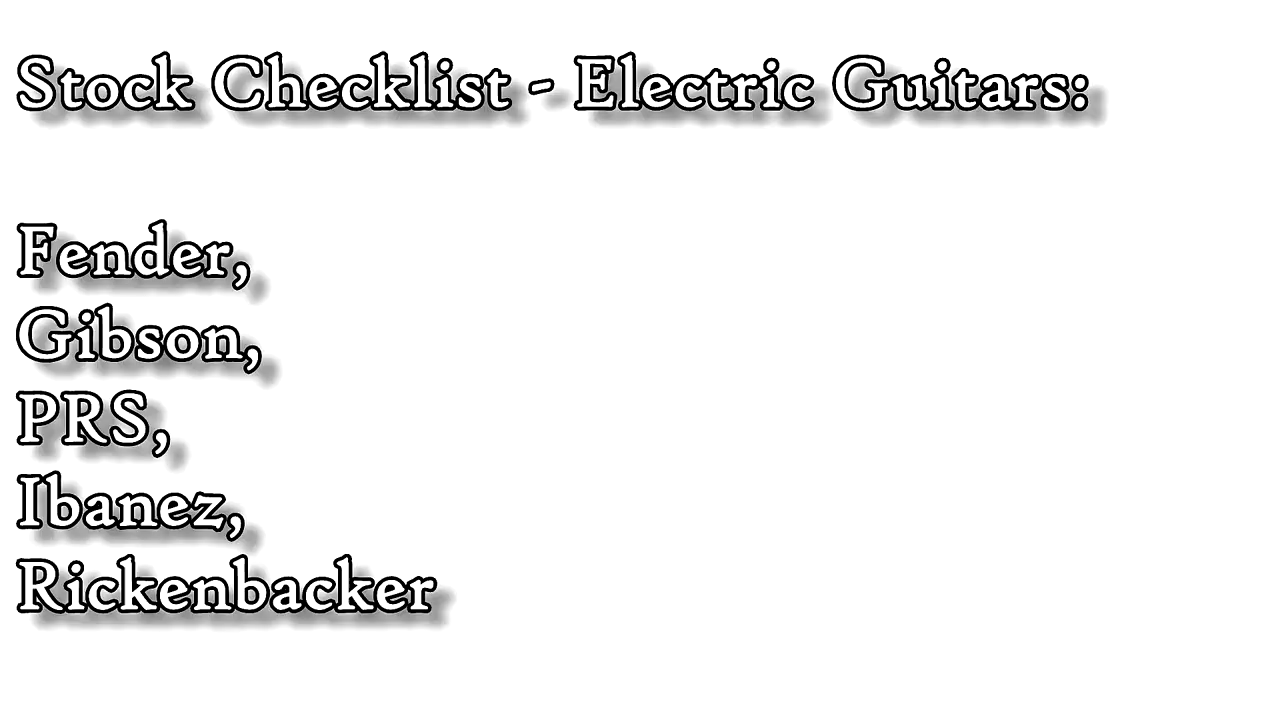 Stock Checklist - Electric Guitars:
Fender,
Gibson,
PRS,
Ibanez,
Rickenbacker